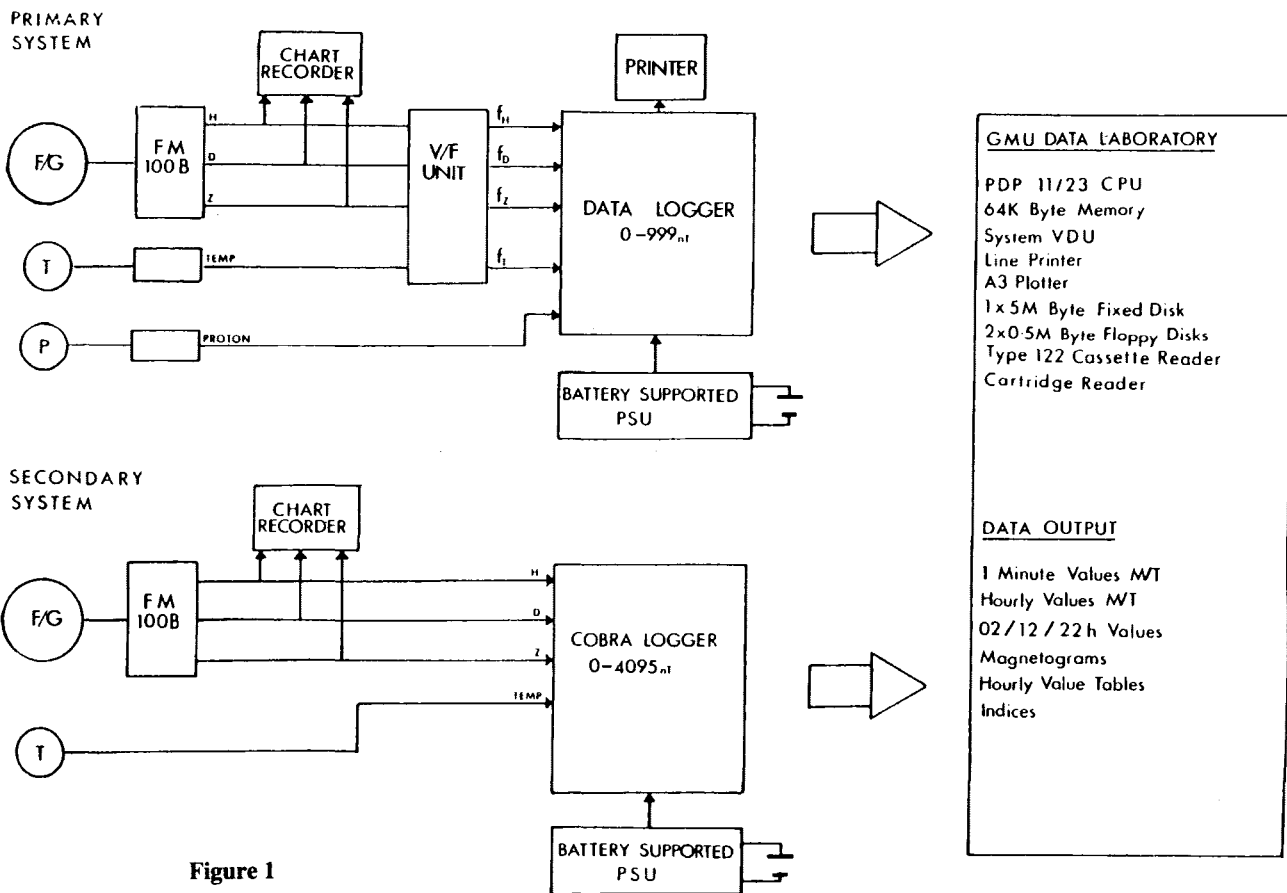 PRIMARY
SYSTEM
CHART
RECORDER
PRINTER
F/G
FM
100B
H
D
Z
V/F
UNIT
fH
fD
fZ
fT
DATA LOGGER
0-999nT
T
TEMP
P
PROTON
BATTERY SUPPORTED
PSU
SECONDARY
SYSTEM
CHART
RECORDER
F/G
FM
100B
H
D
Z
TEMP
COBRA LOGGER
0-4095nT
T
BATTERY SUPPORTED
PSU
GMU DATA LABORATORY
PDP 11/23 CPU
64K Byte Memory
System VDU
Line Printer
A3 Plotter
1x5M Byte Fixed Disk
2x0·5M Byte Floppy Disks
Type 122 Cassette Reader
Cartridge Reader
DATA OUTPUT
1 Minute Values M/T
Hourly Values M/T
02/12/22h Values
Magnetograms
Hourly Value Tables
Indices
Figure 1